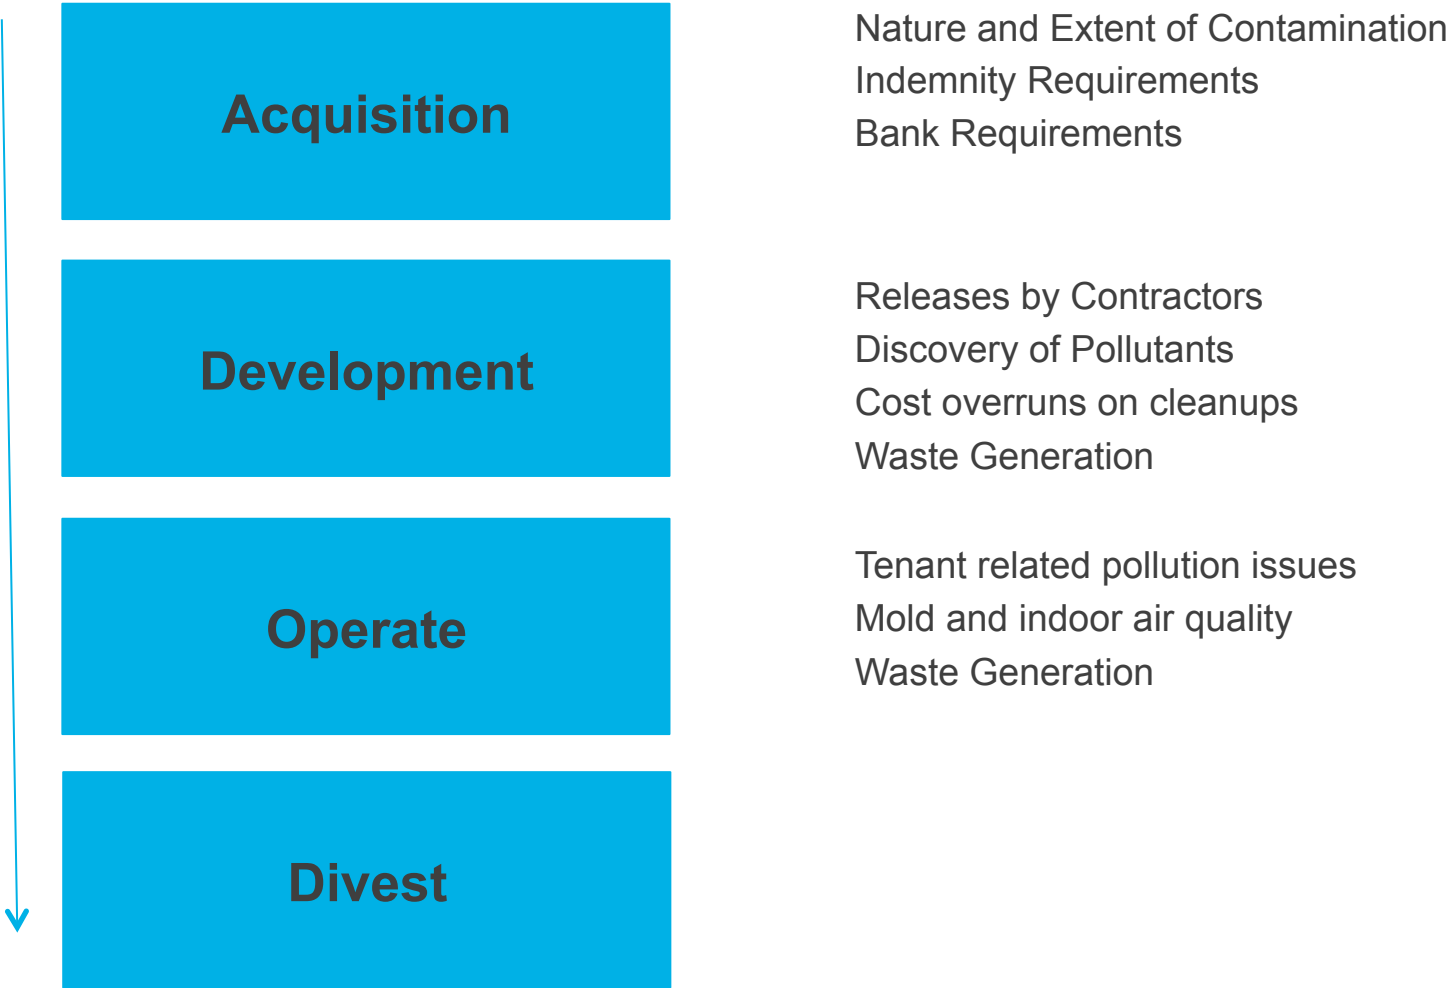 Acquisition
Nature and Extent of Contamination
Indemnity Requirements
Bank Requirements
Development
Releases by Contractors
Discovery of Pollutants
Cost overruns on cleanups
Waste Generation
Operate
Tenant related pollution issues
Mold and indoor air quality
Waste Generation
Divest